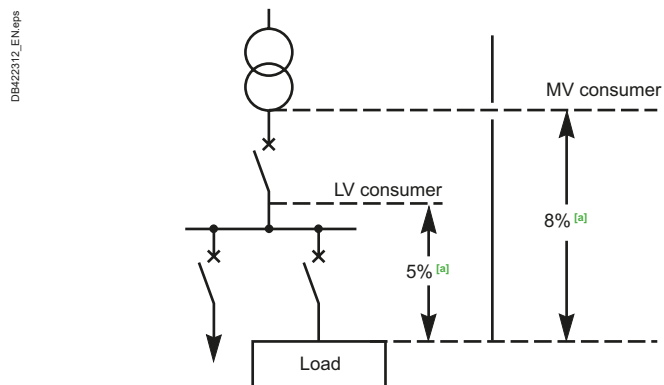 DB422312_EN.eps
MV consumer
LV consumer
8% [a]
5% [a]
Load